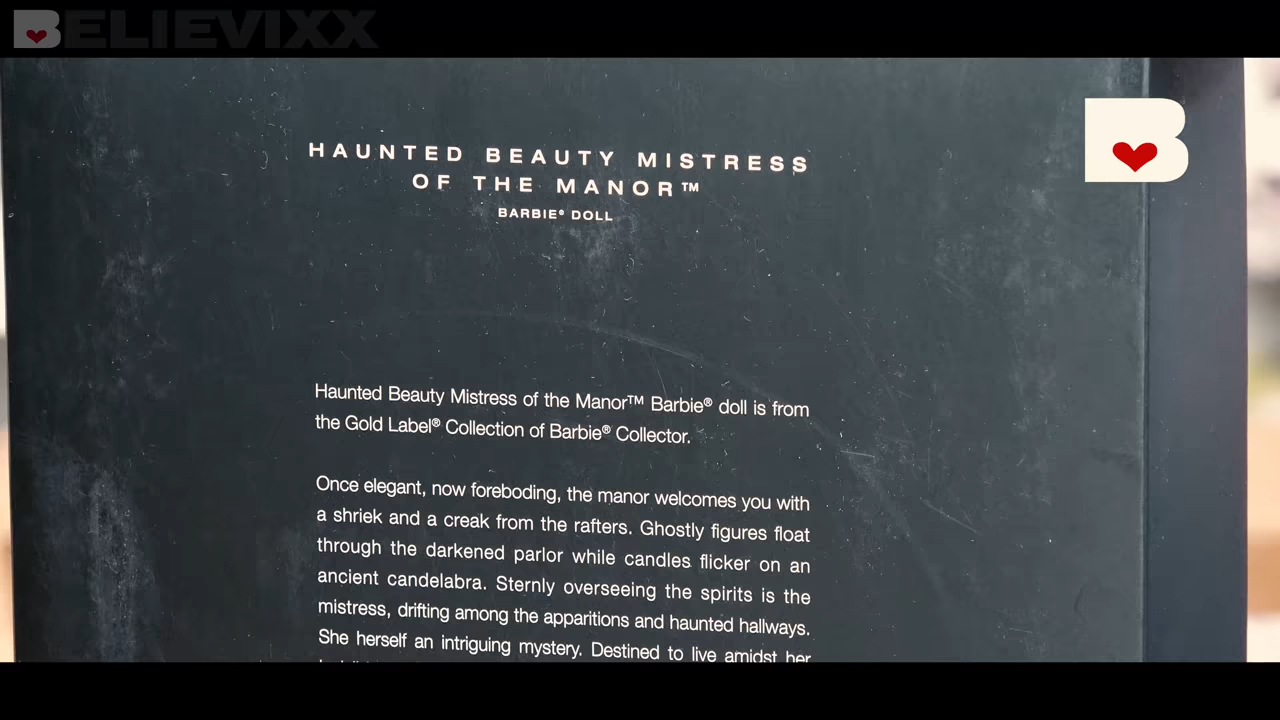 BELIEVIXX
B
HAUNTED BEAUTY MISTRESS
OF THE MANOR™
BARBIE® DOLL
Haunted Beauty Mistress of the Manor™ Barbie® doll is from
the Gold Label® Collection of Barbie® Collector.
Once elegant, now foreboding, the manor welcomes you with
a shriek and a creak from the rafters. Ghostly figures float
through the darkened parlor while candles flicker on an
ancient candelabra. Sternly overseeing the spirits is the
mistress, drifting among the apparitions and haunted hallways.
She herself an intriguing mystery. Destined to live amidst her